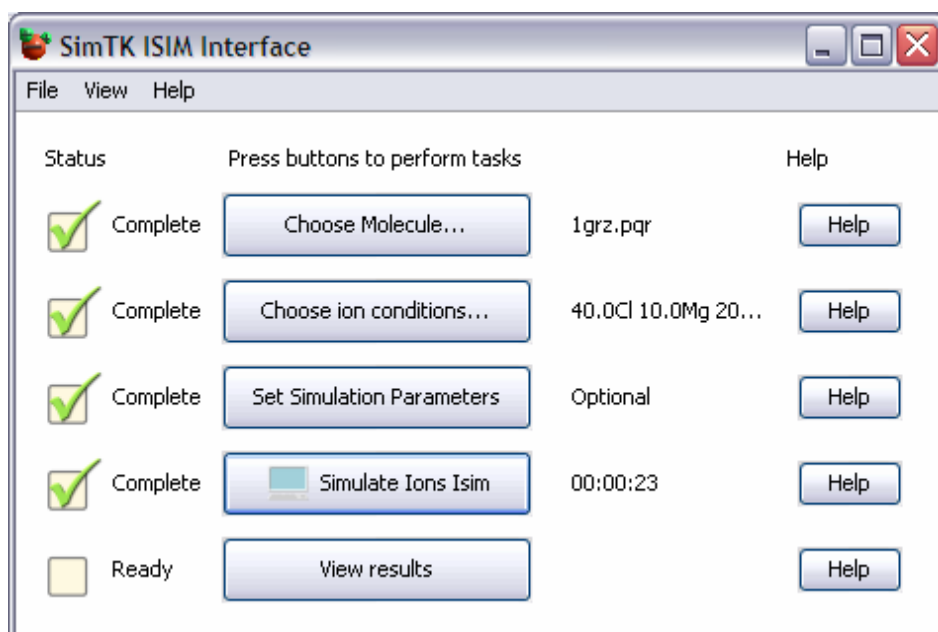 SimTK ISIM Interface
File View Help
Status Press buttons to perform tasks Help
Complete Choose Molecule... 1grz.pqr Help
Complete Choose ion conditions... 40.0Cl 10.0Mg 20... Help
Complete Set Simulation Parameters Optional Help
Complete Simulate Ions Isim 00:00:23 Help
Ready View results Help